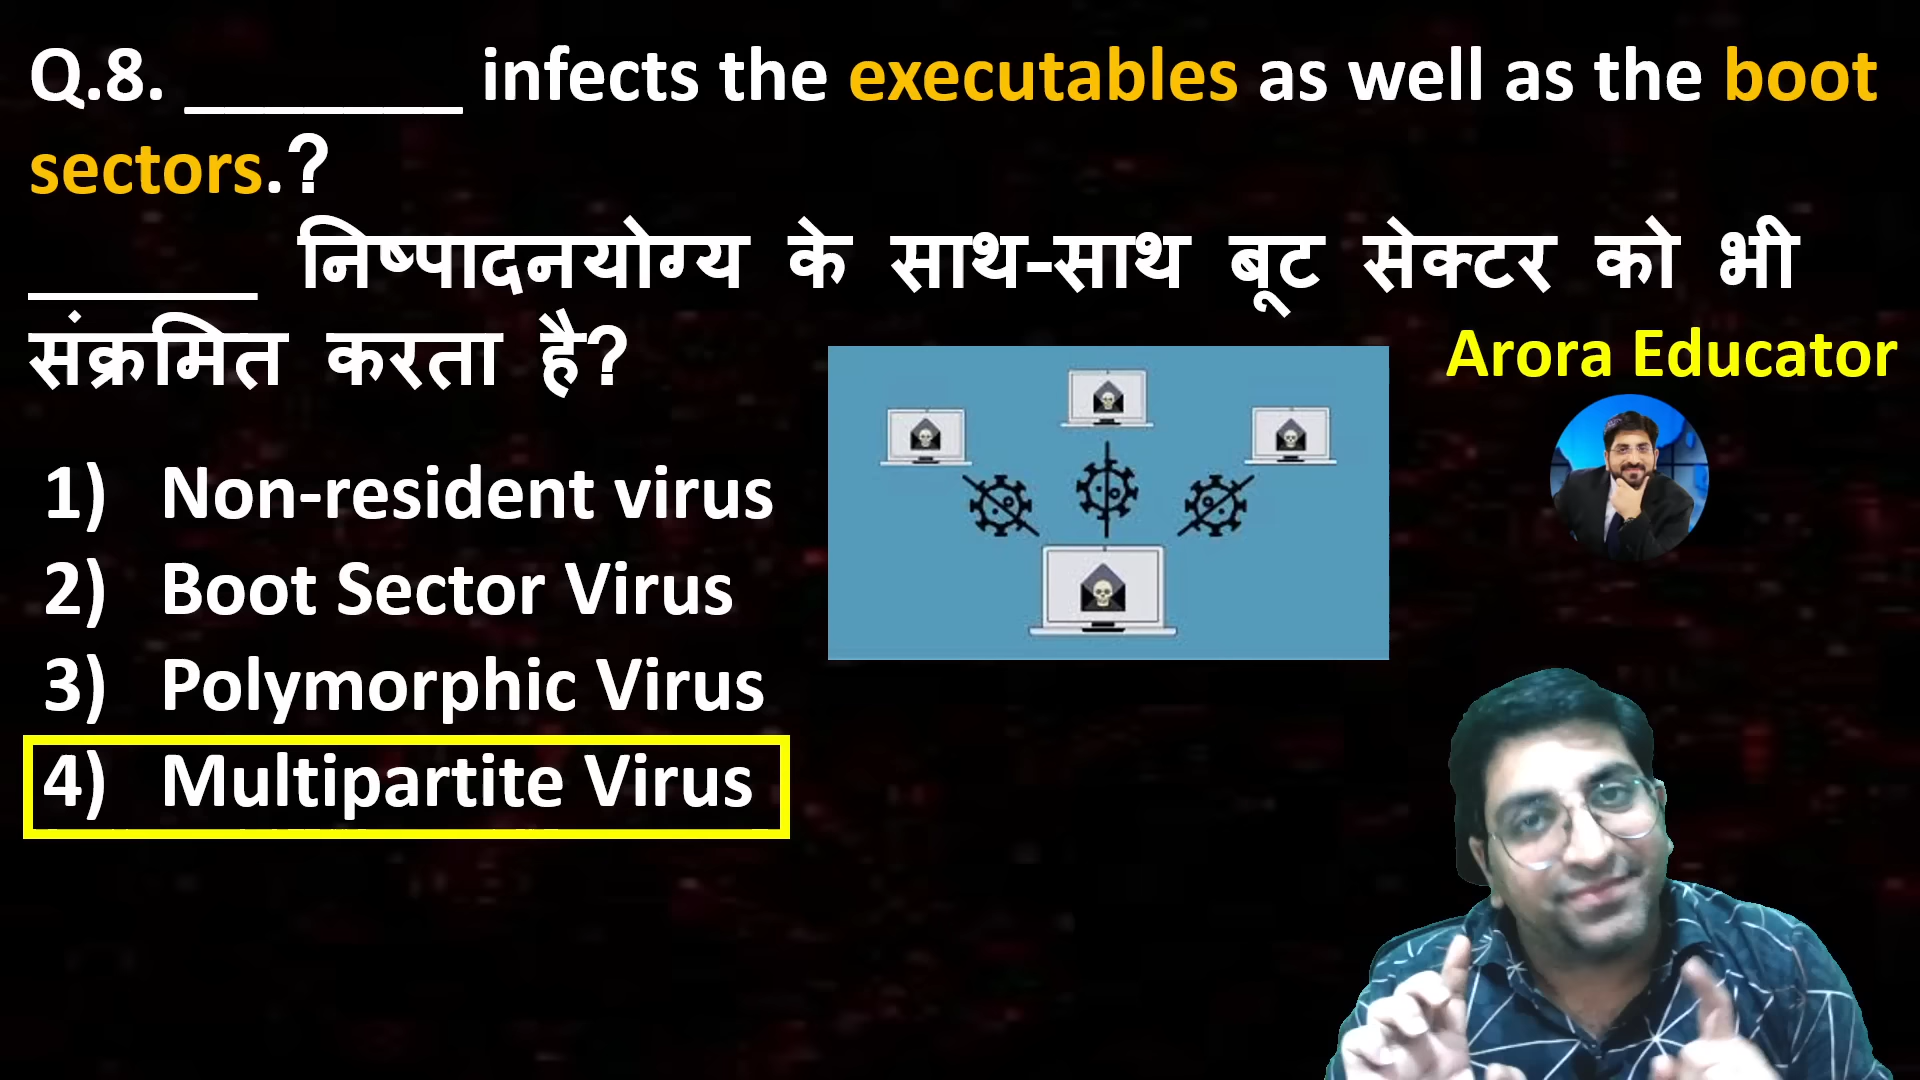 Q.8. _______ infects the executables as well as the boot
sectors.?
______ निष्पादनयोग्य के साथ-साथ बूट सेक्टर को भी
संक्रमित करता है?
Arora Educator
1) Non-resident virus
2) Boot Sector Virus
3) Polymorphic Virus
4) Multipartite Virus